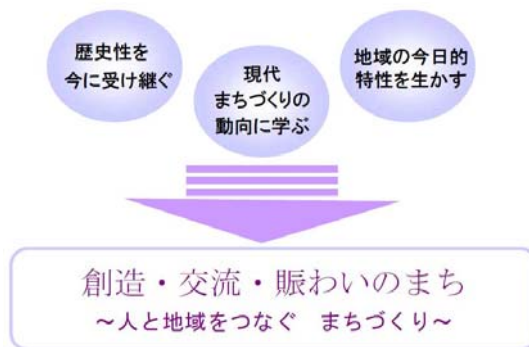 歴史性を
今に受け継ぐ
現代
まちづくりの
動向に学ぶ
地域の今日的
特性を生かす
創造・交流・賑わいのまち
～人と地域をつなぐ　まちづくり～